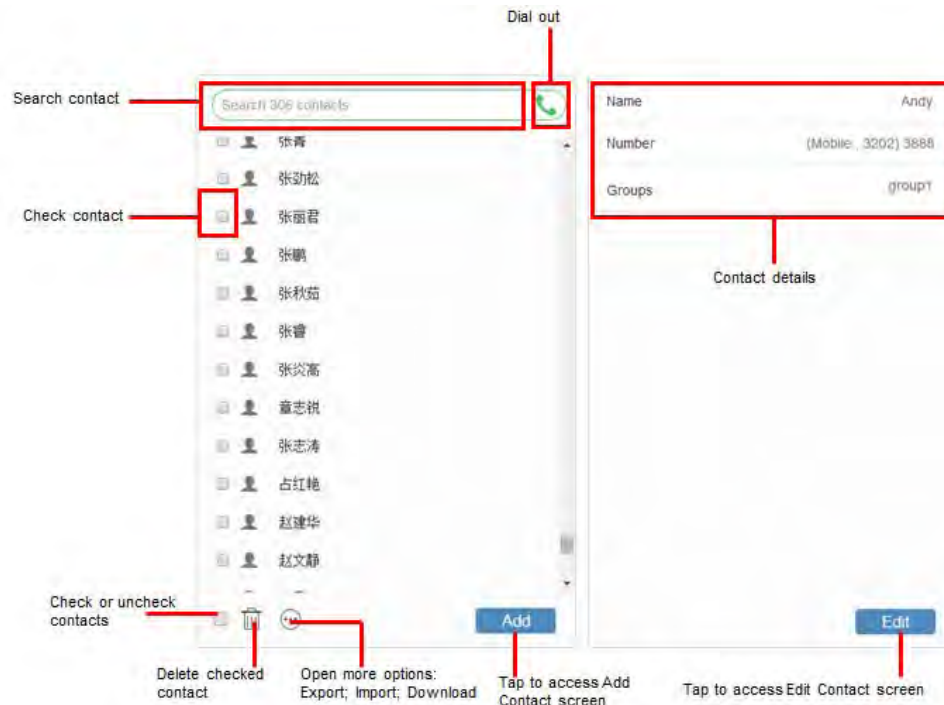 Dial out
Search contact
Search 306 contacts
Name Andy
张青
Number (Mobile, 3202) 3888
张劲松
Groups group1
Check contact
张丽君
张鹏
Contact details
张秋茹
张睿
张炎高
童志锐
张志涛
占红艳
赵建华
赵文静
Check or uncheck
contacts
Add
Edit
Delete checked
contact
Open more options:
Export; Import; Download
Tap to access Add
Contact screen
Tap to access Edit Contact screen